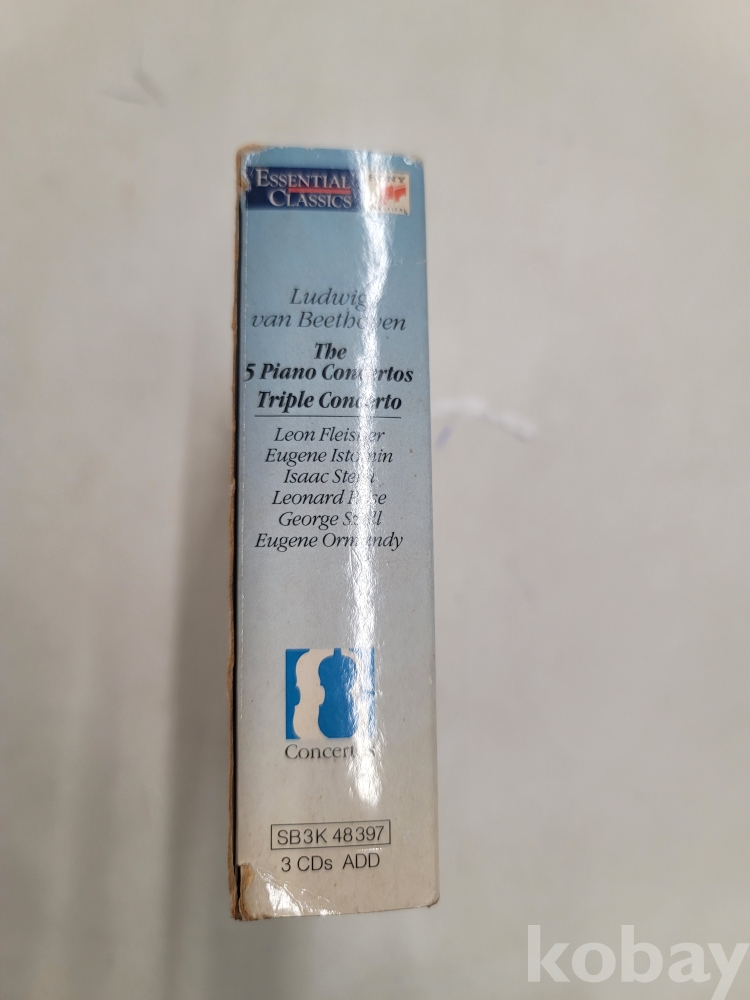 ESSENTIAL
CLASSICS
SONY
Ludwig
van Beethoven
The
5 Piano Concertos
Triple Concerto
Leon Fleisher
Eugene Istomin
Isaac Stern
Leonard Rose
George Szell
Eugene Ormandy
Concertos
SB3K 48397
3 CDs ADD
kobay